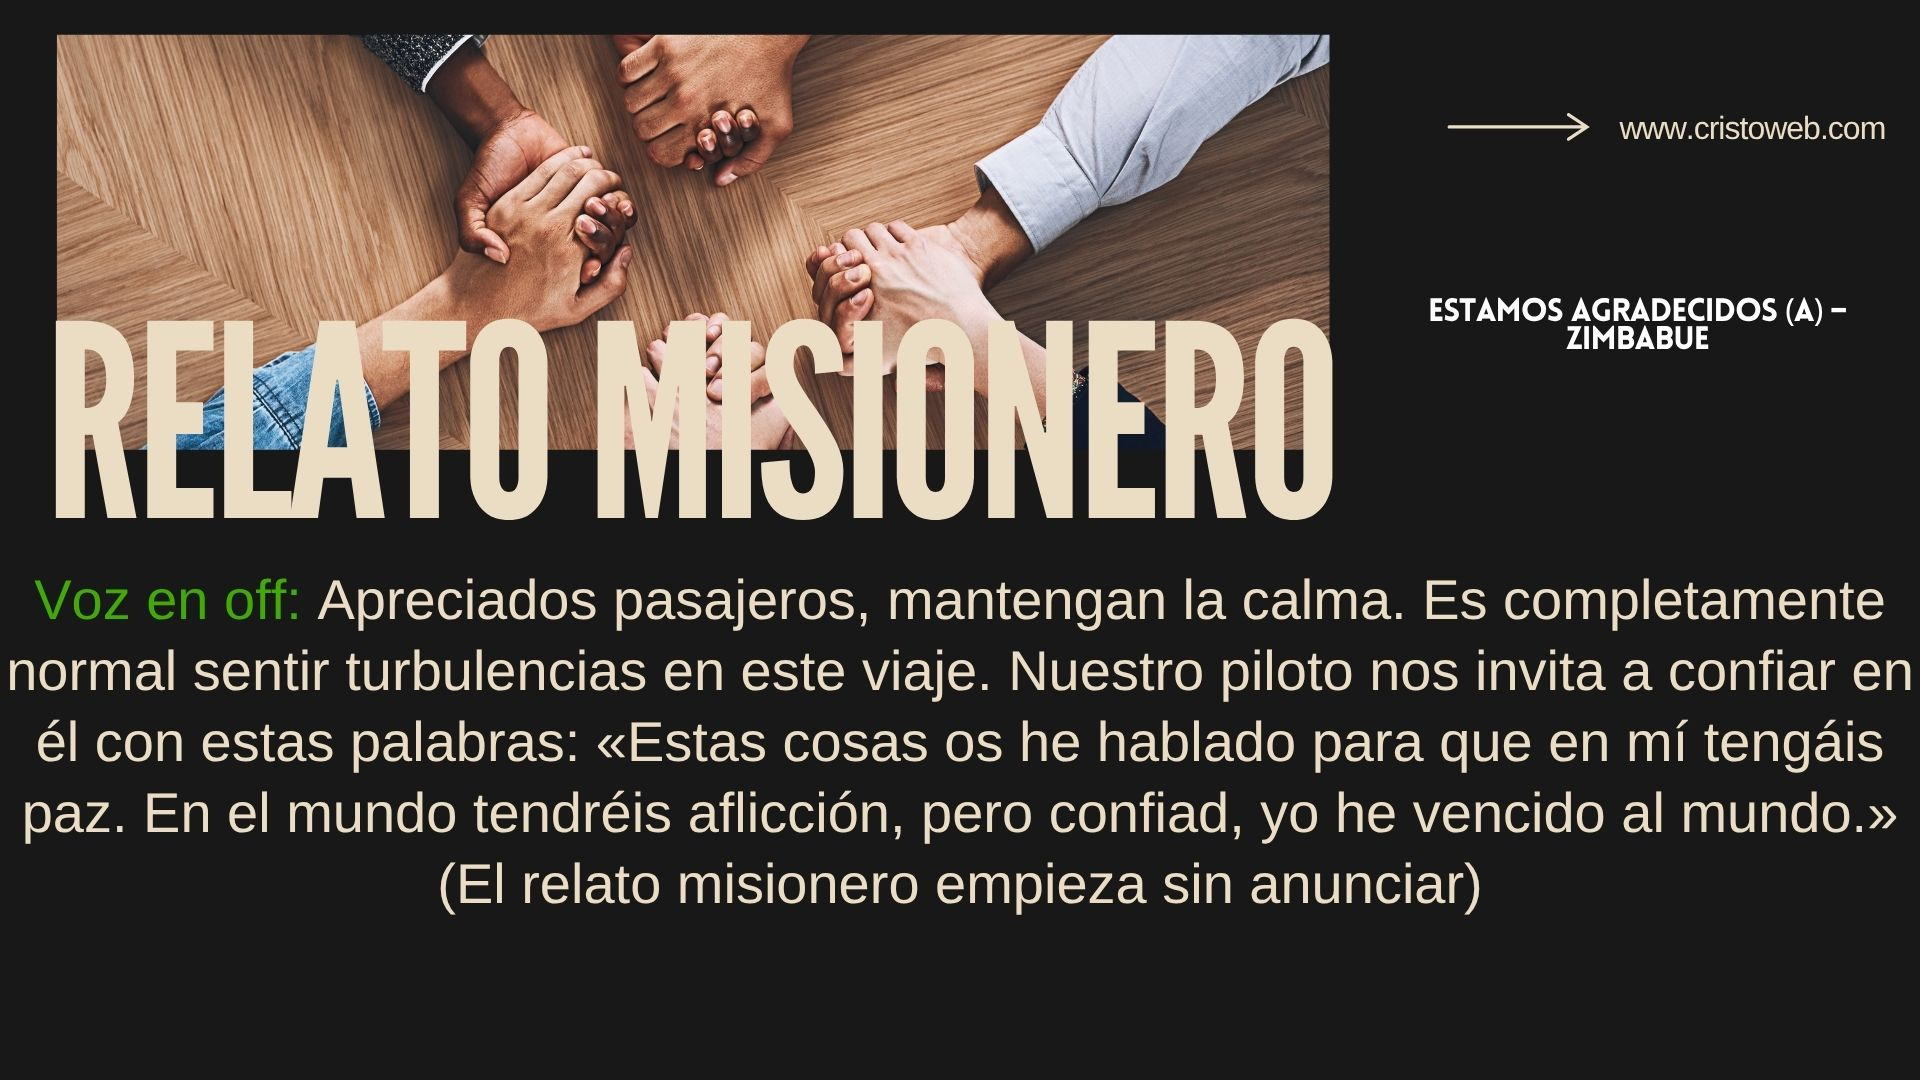 www.cristoweb.com
ESTAMOS AGRADECIDOS (A) –
ZIMBABUE
RELATO MISIONERO
Voz en off: Apreciados pasajeros, mantengan la calma. Es completamente
normal sentir turbulencias en este viaje. Nuestro piloto nos invita a confiar en
él con estas palabras: «Estas cosas os he hablado para que en mí tengáis
paz. En el mundo tendréis aflicción, pero confiad, yo he vencido al mundo.»
(El relato misionero empieza sin anunciar)